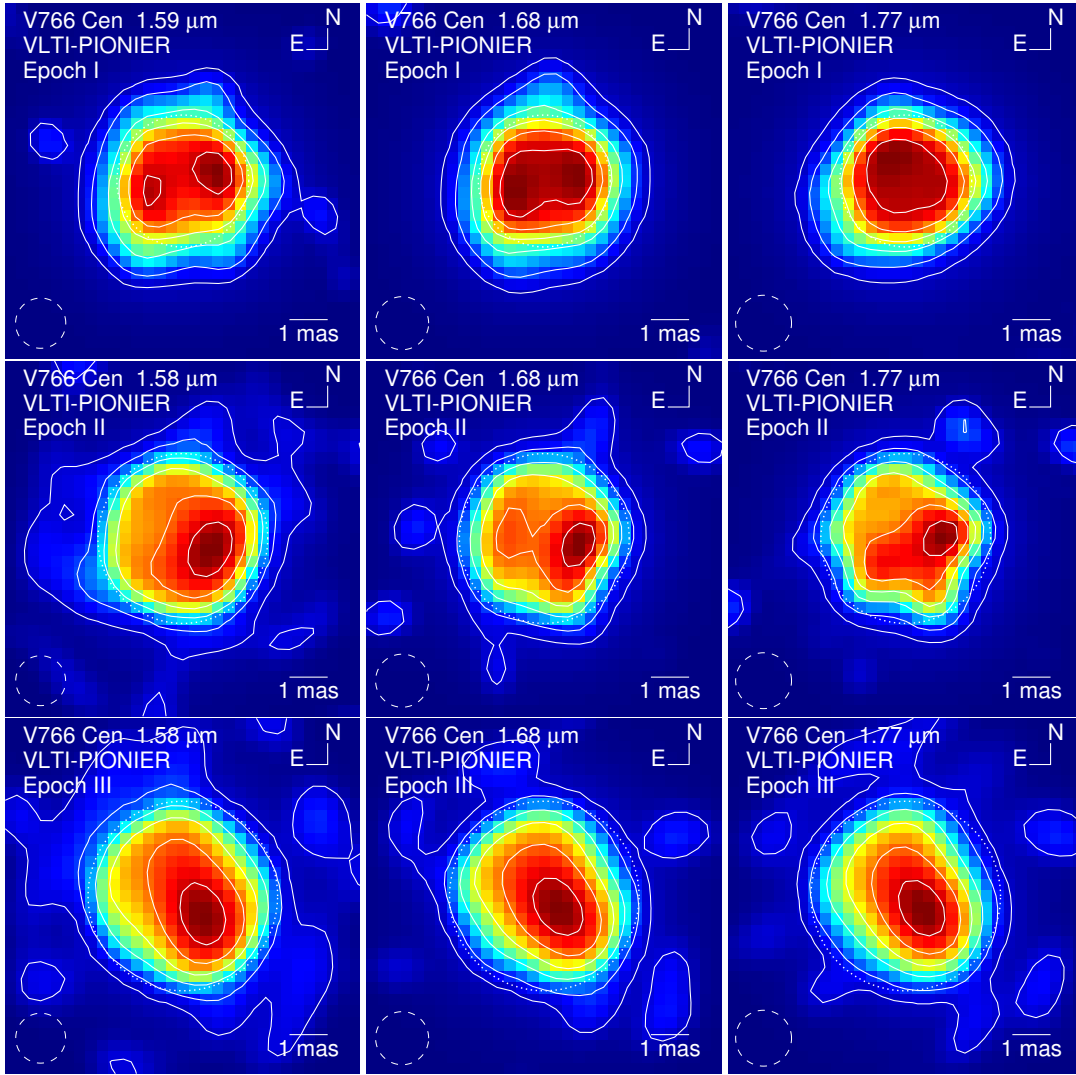 V766 Cen 1.59 μm
N
VLTI-PIONIER
E
Epoch I
1 mas
V766 Cen 1.68 μm
N
VLTI-PIONIER
E
Epoch I
1 mas
V766 Cen 1.77 μm
N
VLTI-PIONIER
E
Epoch I
1 mas
V766 Cen 1.58 μm
N
VLTI-PIONIER
E
Epoch II
1 mas
V766 Cen 1.68 μm
N
VLTI-PIONIER
E
Epoch II
1 mas
V766 Cen 1.77 μm
N
VLTI-PIONIER
E
Epoch II
1 mas
V766 Cen 1.58 μm
N
VLTI-PIONIER
E
Epoch III
1 mas
V766 Cen 1.68 μm
N
VLTI-PIONIER
E
Epoch III
1 mas
V766 Cen 1.77 μm
N
VLTI-PIONIER
E
Epoch III
1 mas